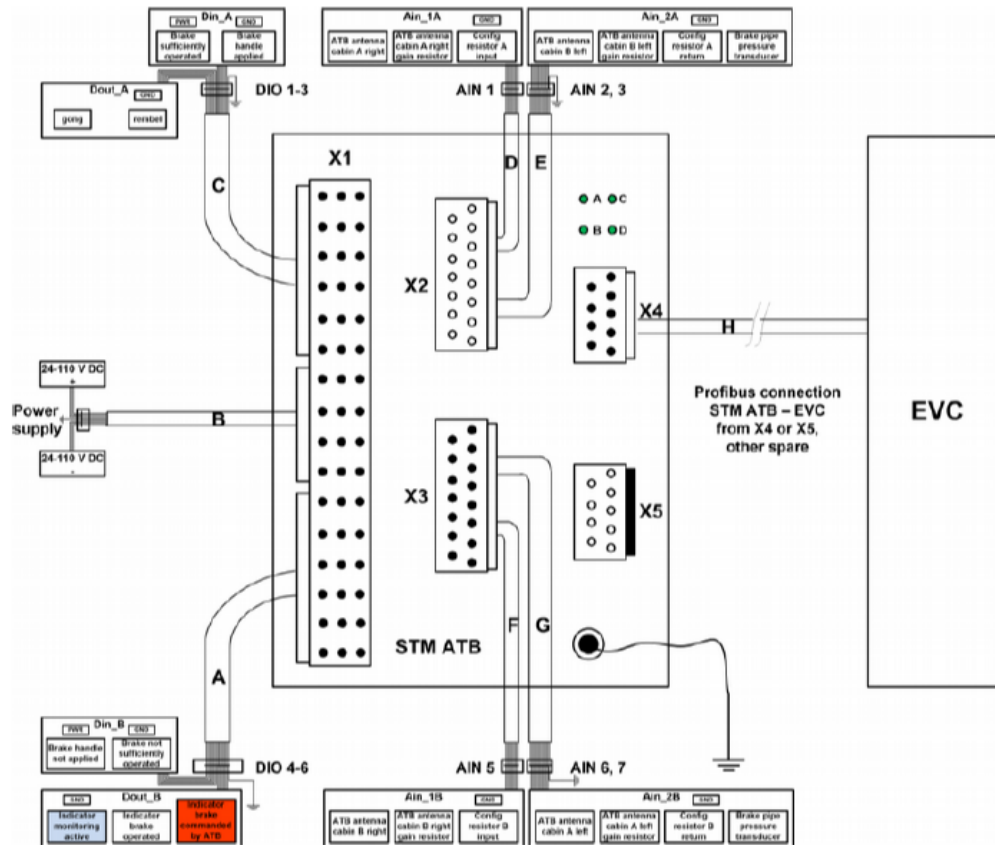 Din_A
PWR
GND
Brake
sufficiently
operated
Brake
handle
applied
Dout_A
GND
gong
rembet
DIO 1-3
Ain_1A
GND
ATB antenna
cabin A right
ATB antenna
cabin A right
gain resistor
Config
resistor A
input
AIN 1
Ain_2A
GND
ATB antenna
cabin B left
ATB antenna
cabin B left
gain resistor
Config
resistor A
return
Brake pipe
pressure
transducer
AIN 2, 3
X1
C
D
E
A
C
B
D
X2
X4
H
24-110 V DC
+
Power
supply
24-110 V DC
-
B
Profibus connection
STM ATB – EVC
from X4 or X5,
other spare
EVC
X3
X5
F
G
STM ATB
A
Din_B
PWR
GND
Brake handle
not applied
Brake not
sufficiently
operated
DIO 4-6
Dout_B
GND
Indicator
monitoring
active
Indicator
brake
operated
Indicator
brake
commanded
by ATB
AIN 5
Ain_1B
GND
ATB antenna
cabin B right
ATB antenna
cabin B right
gain resistor
Config
resistor B
input
AIN 6, 7
Ain_2B
GND
ATB antenna
cabin A left
ATB antenna
cabin A left
gain resistor
Config
resistor B
return
Brake pipe
pressure
transducer